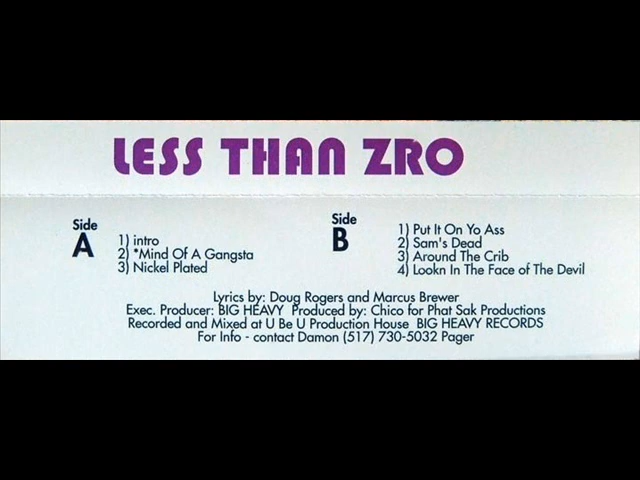 LESS THAN ZRO
Side
A
1) intro
2) *Mind Of A Gangsta
3) Nickel Plated
Side
B
1) Put It On Yo Ass
2) Sam's Dead
3) Around The Crib
4) Lookn In The Face of The Devil
Lyrics by: Doug Rogers and Marcus Brewer
Exec. Producer: BIG HEAVY Produced by: Chico for Phat Sak Productions
Recorded and Mixed at U Be U Production House BIG HEAVY RECORDS
For Info - contact Damon (517) 730-5032 Pager